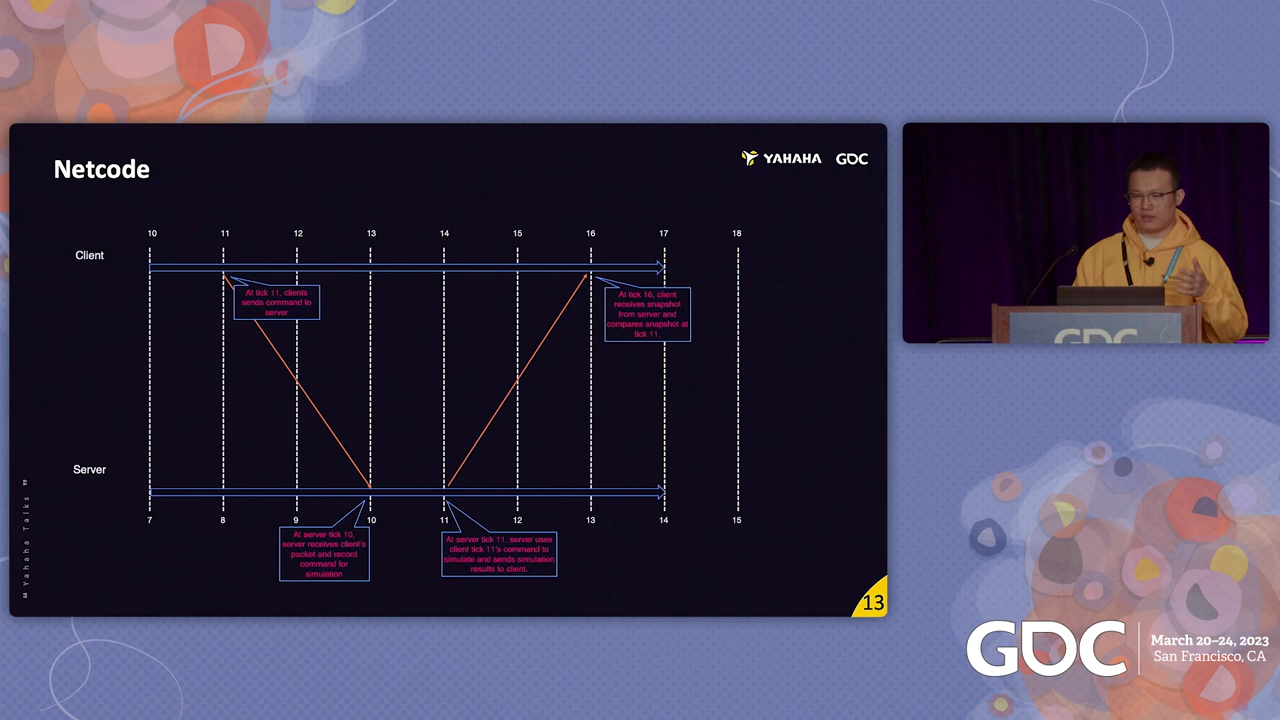 Netcode
YAHAHA GDC
10 11 12 13 14 15 16 17 18
Client
At tick 11, clients
sends command to
server
At tick 16, client
receives snapshot
from server and
compares snapshot at
tick 11.
Server
7 8 9 10 11 12 13 14 15
At server tick 10,
server receives client's
packet and record
command for
simulation
At server tick 11, server uses
client tick 11's command to
simulate and sends simulation
results to client.
"Yahaha Talks"
13
GDC
GDC
March 20–24, 2023
San Francisco, CA